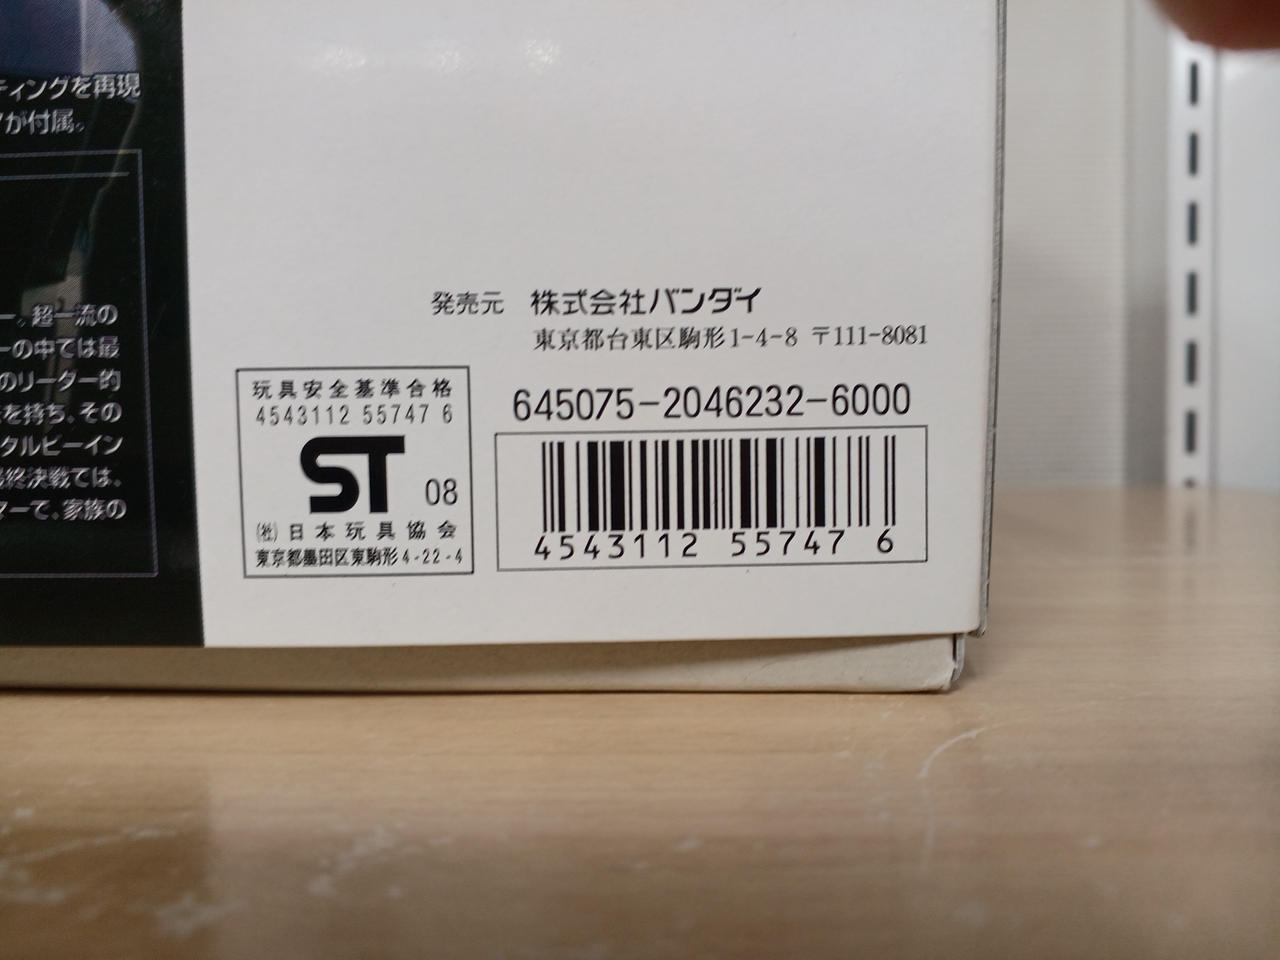 ティングを再現
が付属。
ー。超一流の
ーの中では最
のリーダー的
を持ち、その
タルビーイン
最終決戦では、
ターで、家族の
発売元 株式会社バンダイ
東京都台東区駒形1-4-8 〒111-8081
玩具安全基準合格
4543112 55747 6
ST 08
(社)日本玩具協会
東京都墨田区東駒形4-22-4
645075-2046232-6000
4543112 55747 6